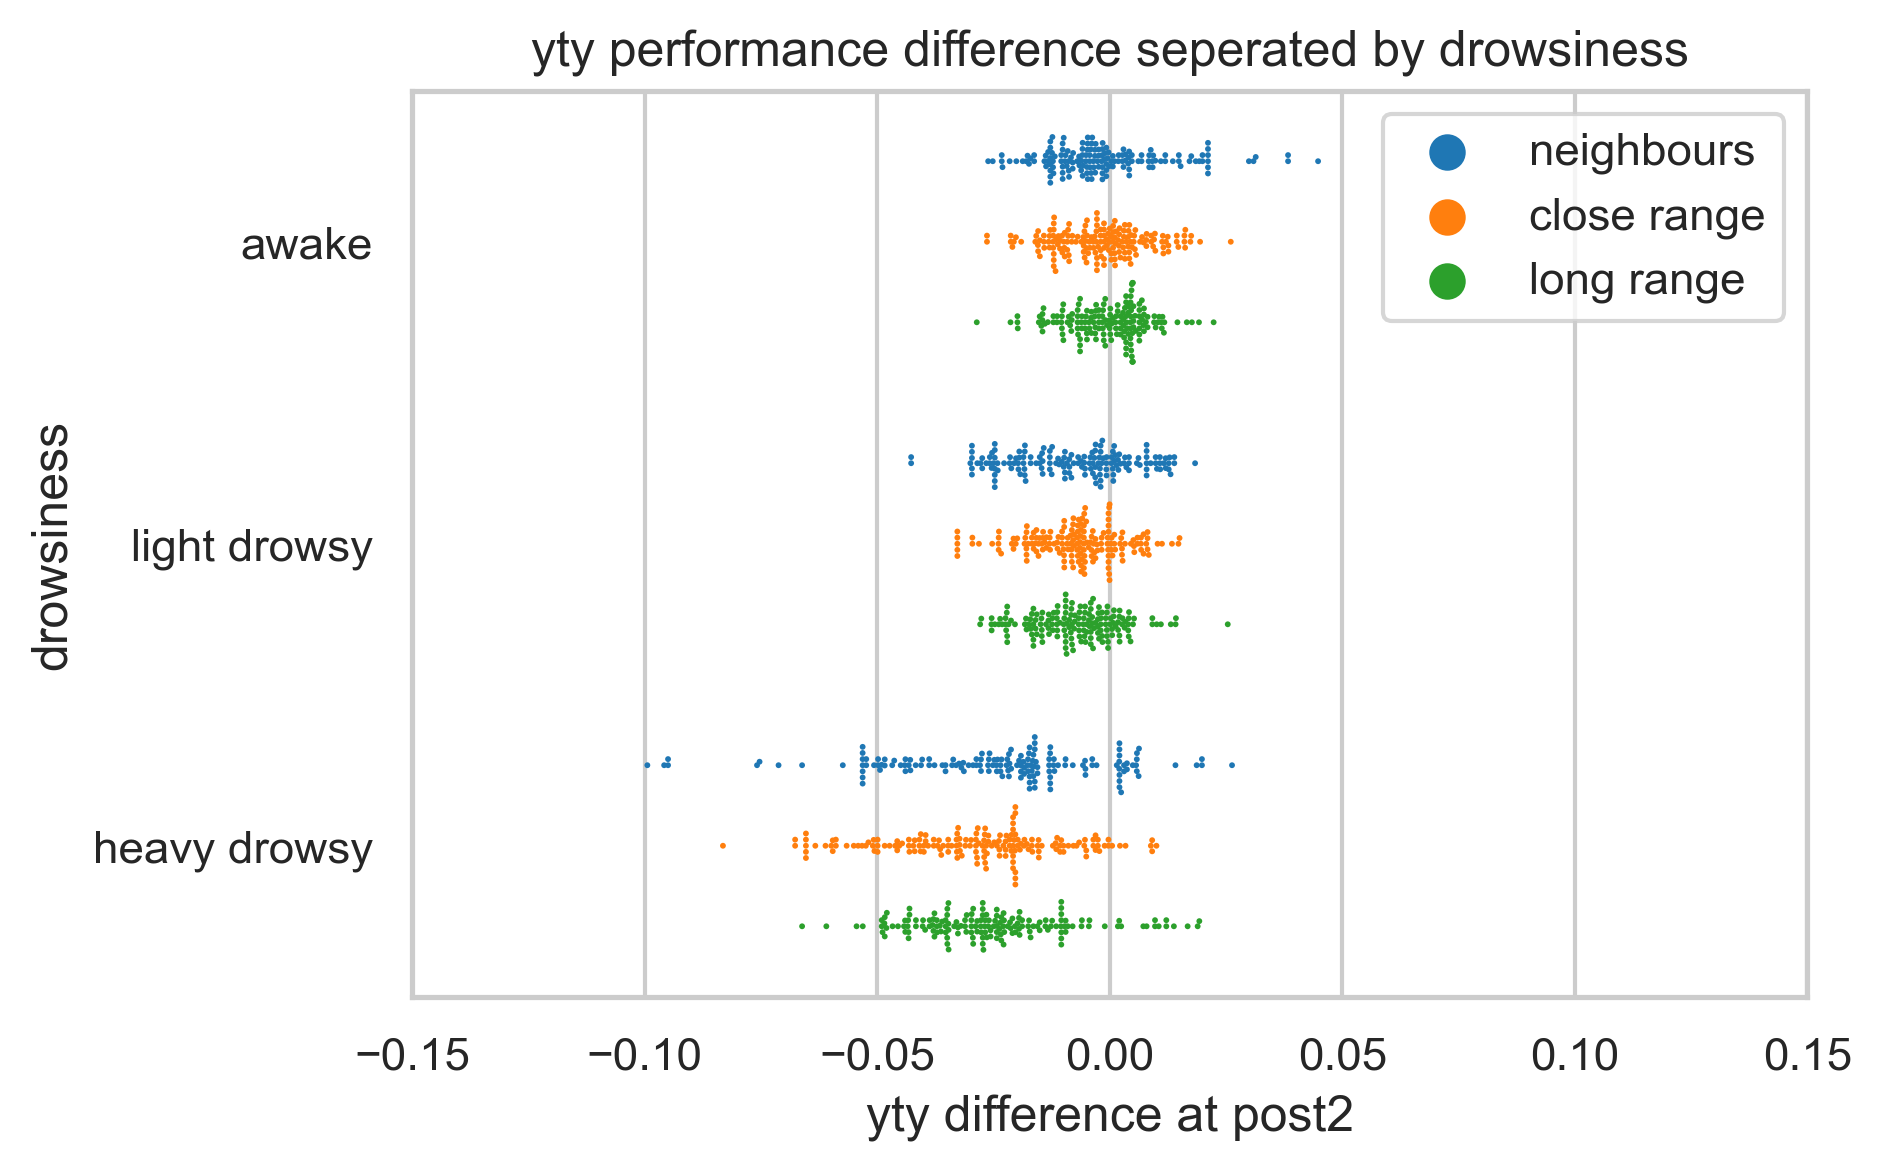 yty performance difference seperated by drowsiness
neighbours
close range
long range
awake
light drowsy
heavy drowsy
drowsiness
−0.15 −0.10 −0.05 0.00 0.05 0.10 0.15
yty difference at post2